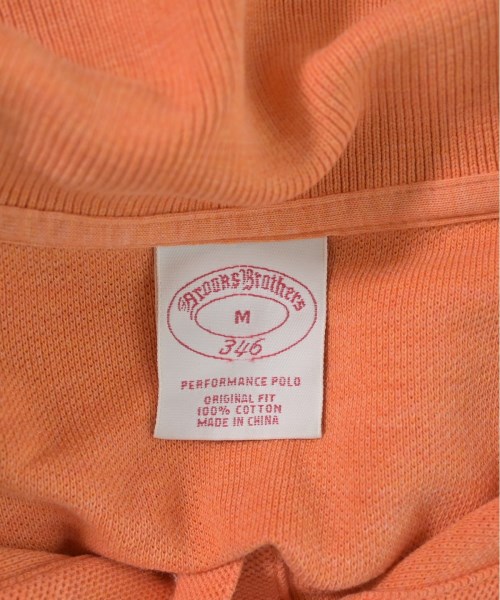 Brooks Brothers
M
346
PERFORMANCE POLO
ORIGINAL FIT
100% COTTON
MADE IN CHINA